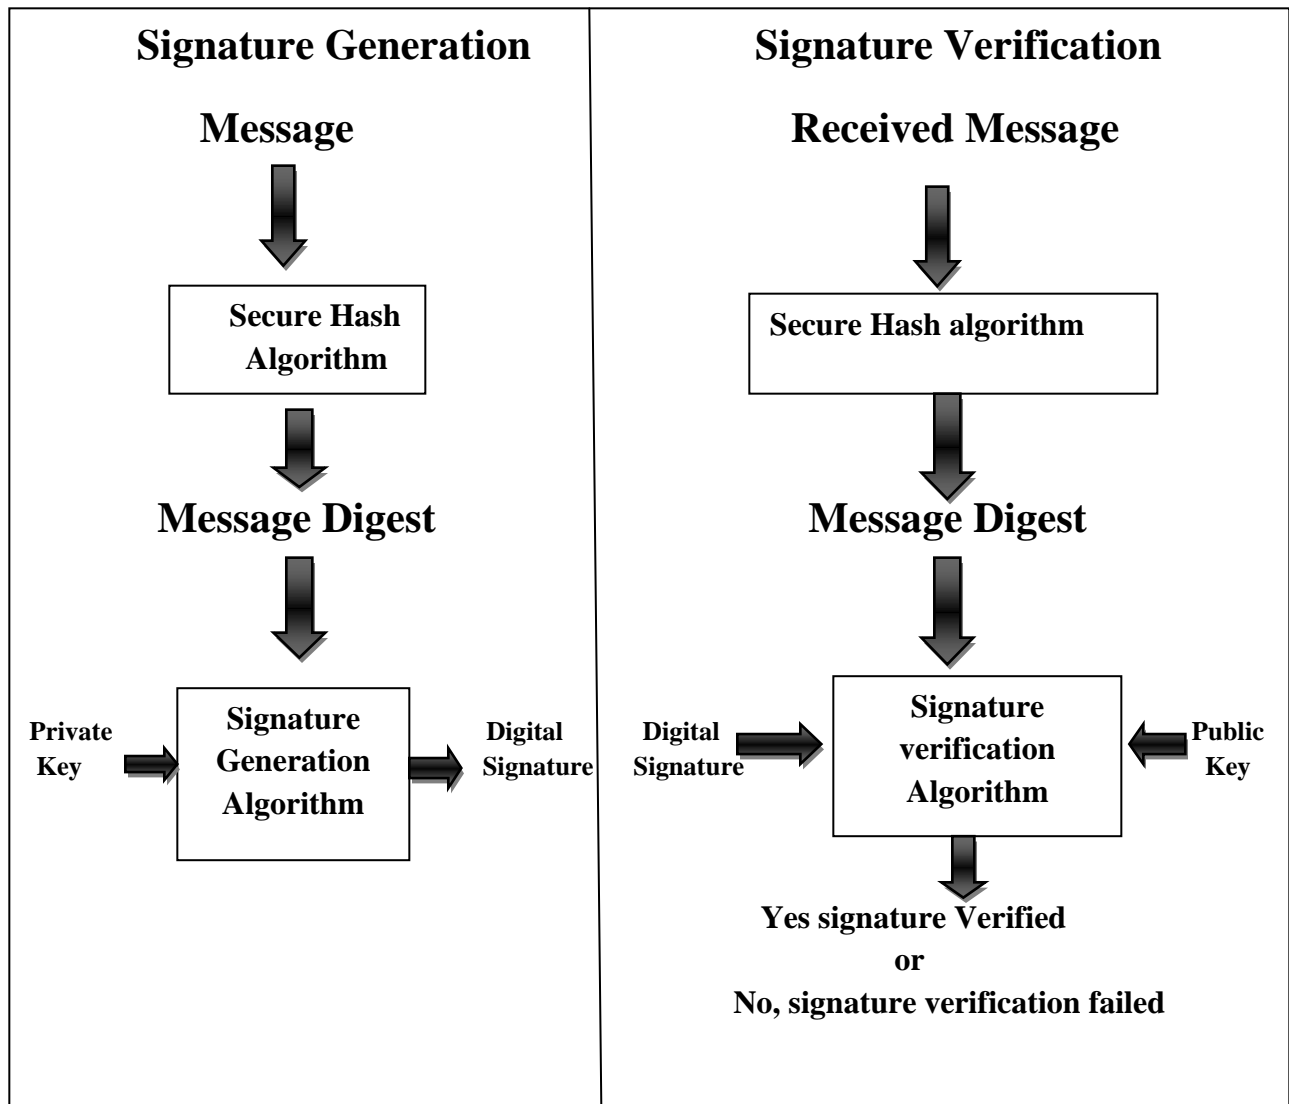 Signature Generation
Message
Secure Hash
Algorithm
Message Digest
Private
Key
Signature
Generation
Algorithm
Digital
Signature
Signature Verification
Received Message
Secure Hash algorithm
Message Digest
Digital
Signature
Signature
verification
Algorithm
Public
Key
Yes signature Verified
or
No, signature verification failed